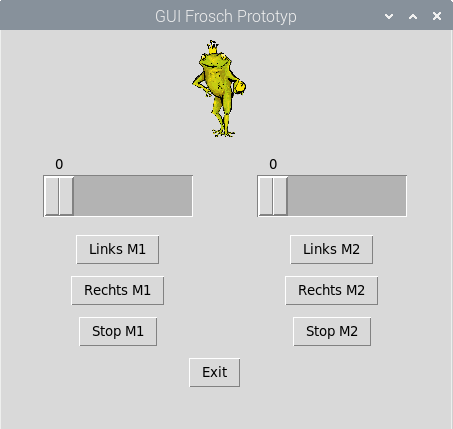 GUI Frosch Prototyp
0 0
Links M1 Links M2
Rechts M1 Rechts M2
Stop M1 Stop M2
Exit